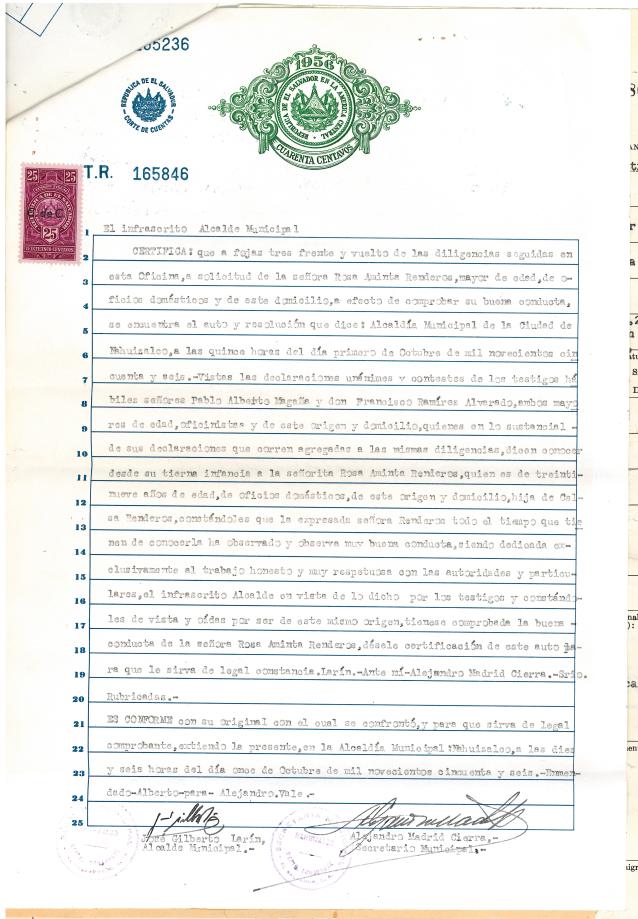 65236
1956
REPUBLICA DE EL SALVADOR EN LA AMERICA CENTRAL
CUARENTA CENTAVOS
REPUBLICA DE EL SALVADOR
CORTE DE CUENTAS
T.R. 165846
25 25
C. de C.
25
1 El infrascrito Alcalde Municipal
2 CERTIFICA: que a fojas tres frente y vuelto de las diligencias seguidas en
3 esta Oficina, a solicitud de la señora Rosa Aminta Renderos,mayor de edad,de o-
4 ficios domésticos y de este domicilio,a efecto de comprobar su buena conducta,
5 se encuentra el auto y resolución que dice: Alcaldía Municipal de la Ciudad de
6 Nahuizalco,a las quince horas del día primero de Octubre de mil novecientos cin
7 cuenta y seis.-Vistas las declaraciones unánimes y contestes de los testigos há
8 biles señores Pablo Alberto Magaña y don Francisco Ramírez Alvarado,ambos mayo
9 res de edad,oficinistas y de este origen y domicilio,quienes en lo sustancial -
10 de sus declaraciones que corren agregadas a las mismas diligencias,dicen conocer
11 desde su tierna infancia a la señorita Rosa Aminta Renderos,quien es de treinti
12 nueve años de edad,de oficios domésticos,de este origen y domicilio,hija de Cel
13 sa Renderos,constándoles que la expresada señora Renderos todo el tiempo que tie
14 nen de conocerla ha observado y observa muy buena conducta,siendo dedicada ex-
15 clusivamente al trabajo honesto y muy respetuosa con las autoridades y particu-
16 lares,el infrascrito Alcalde en vista de lo dicho por los testigos y constándo-
17 les de vista y oídas por ser de este mismo origen,tienese comprobada la buena -
18 conducta de la señora Rosa Aminta Renderos,désele certificación de este auto pa-
19 ra que le sirva de legal constancia.Larín.-Ante mí-Alejandro Madrid Cierra.-Srio.
20 Rubricadas.-
21 ES CONFORME con su original con el cual se confrontó,y para que sirva de legal
22 comprobante,extiendo la presente,en la Alcaldía Municipal:Nahuizalco,a las diez
23 y seis horas del día once de Octubre de mil novecientos cincuenta y seis.-Enmen-
24 dado-Alberto-para- Alejandro.Vale.-
25
José Gilberto Larín, Alejandro Madrid Cierra,-
Alcalde Municipal.- Secretario Municipal.-